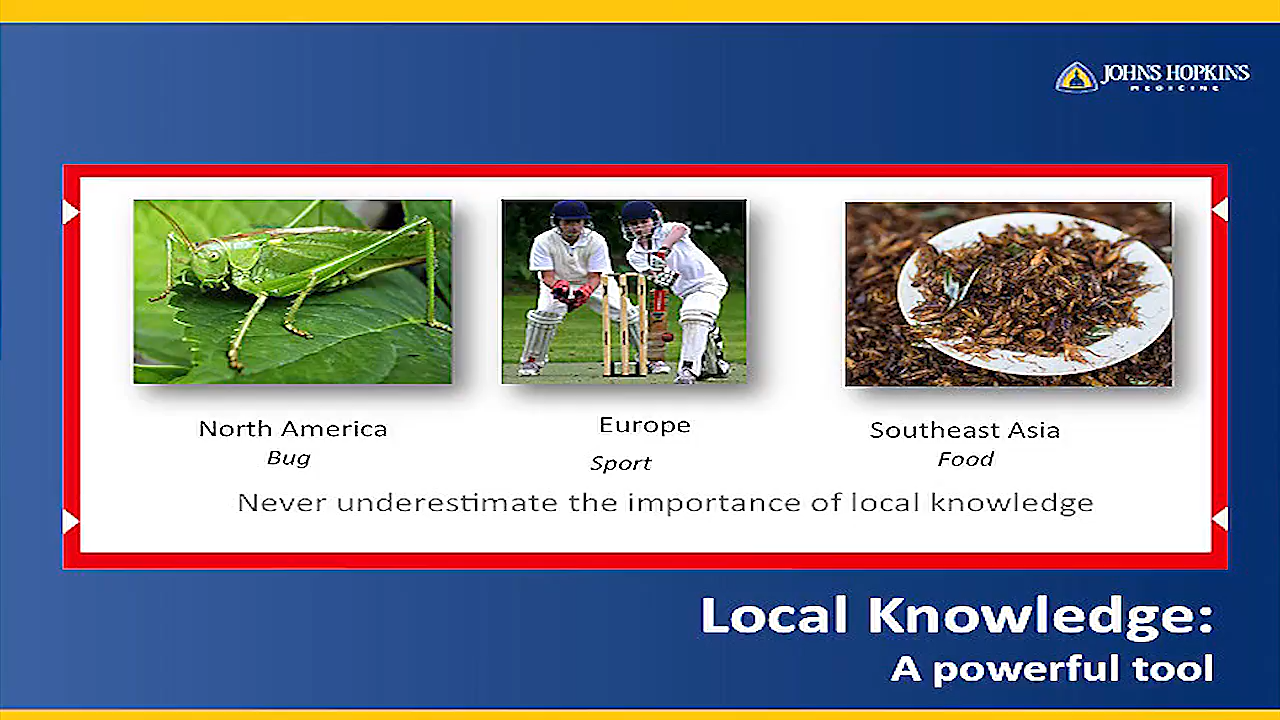 JOHNS HOPKINS
MEDICINE
North America
Bug
Europe
Sport
Southeast Asia
Food
Never underestimate the importance of local knowledge
Local Knowledge:
A powerful tool